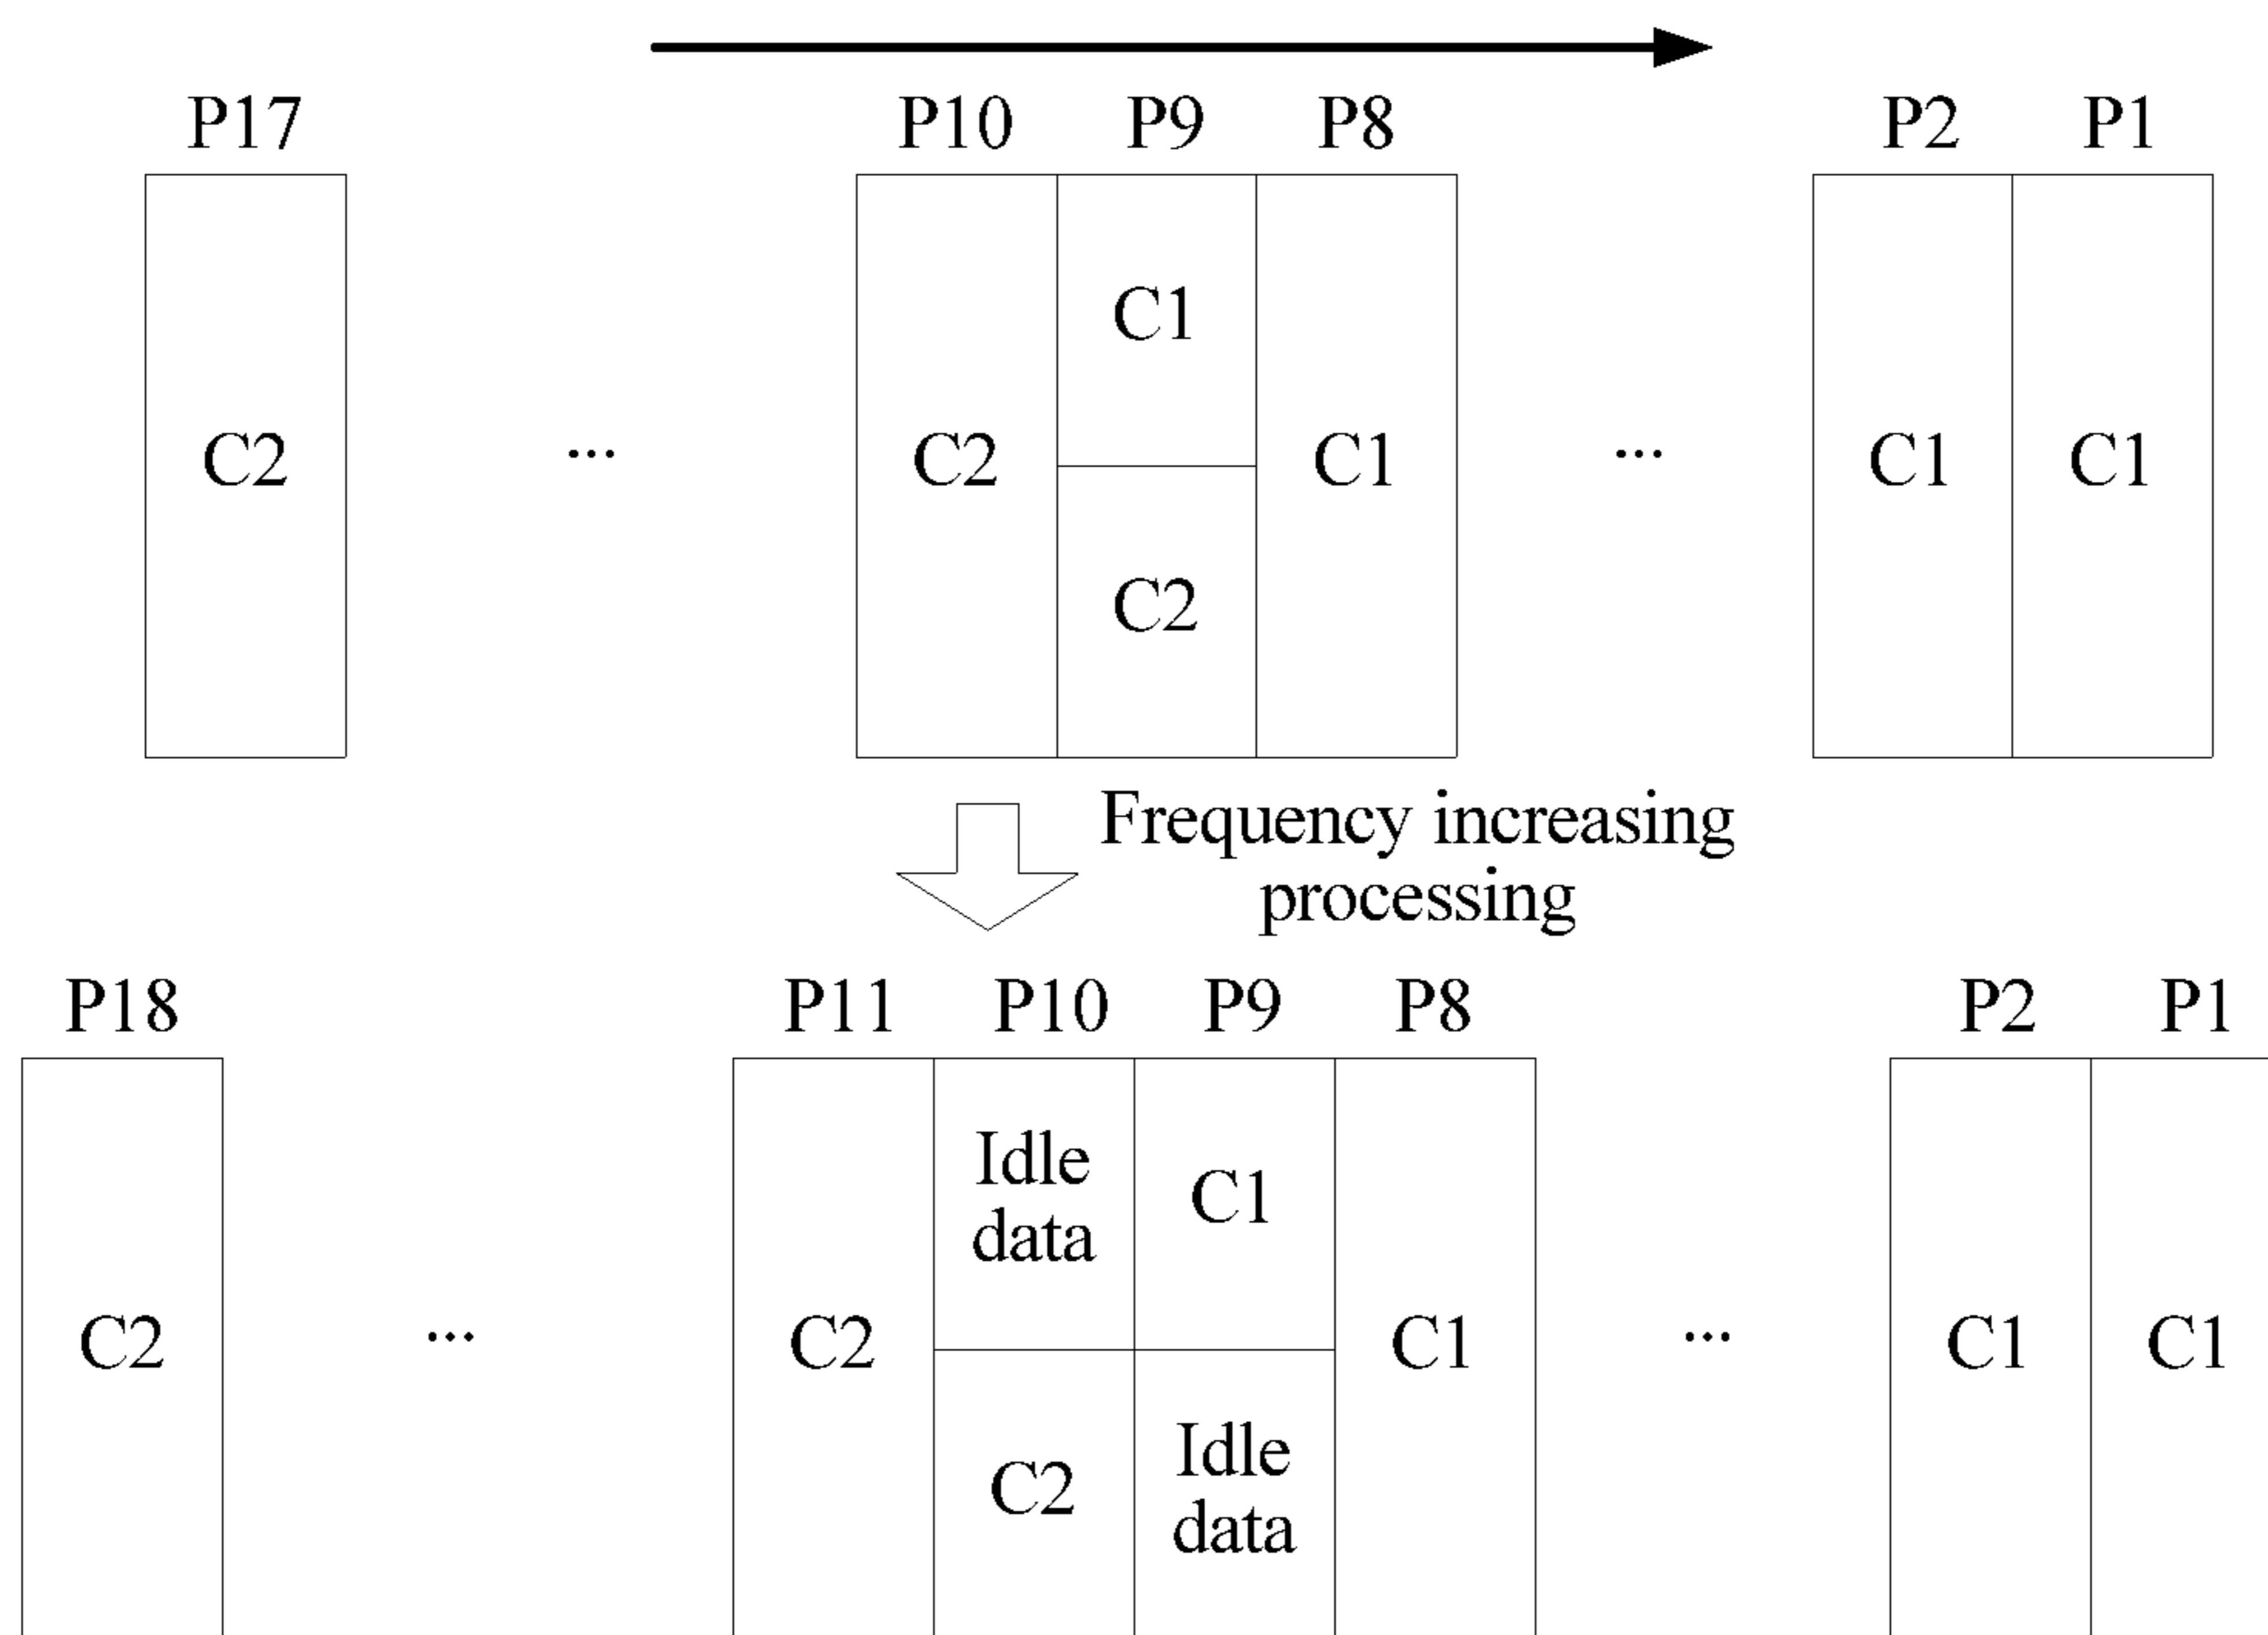 P17 P10 P9 P8 P2 P1
C1
C2 ... C2 C1 ... C1 C1
C2
Frequency increasing
processing
P18 P11 P10 P9 P8 P2 P1
Idle
data
C1
C2 ... C2 C1 ... C1 C1
C2
Idle
data